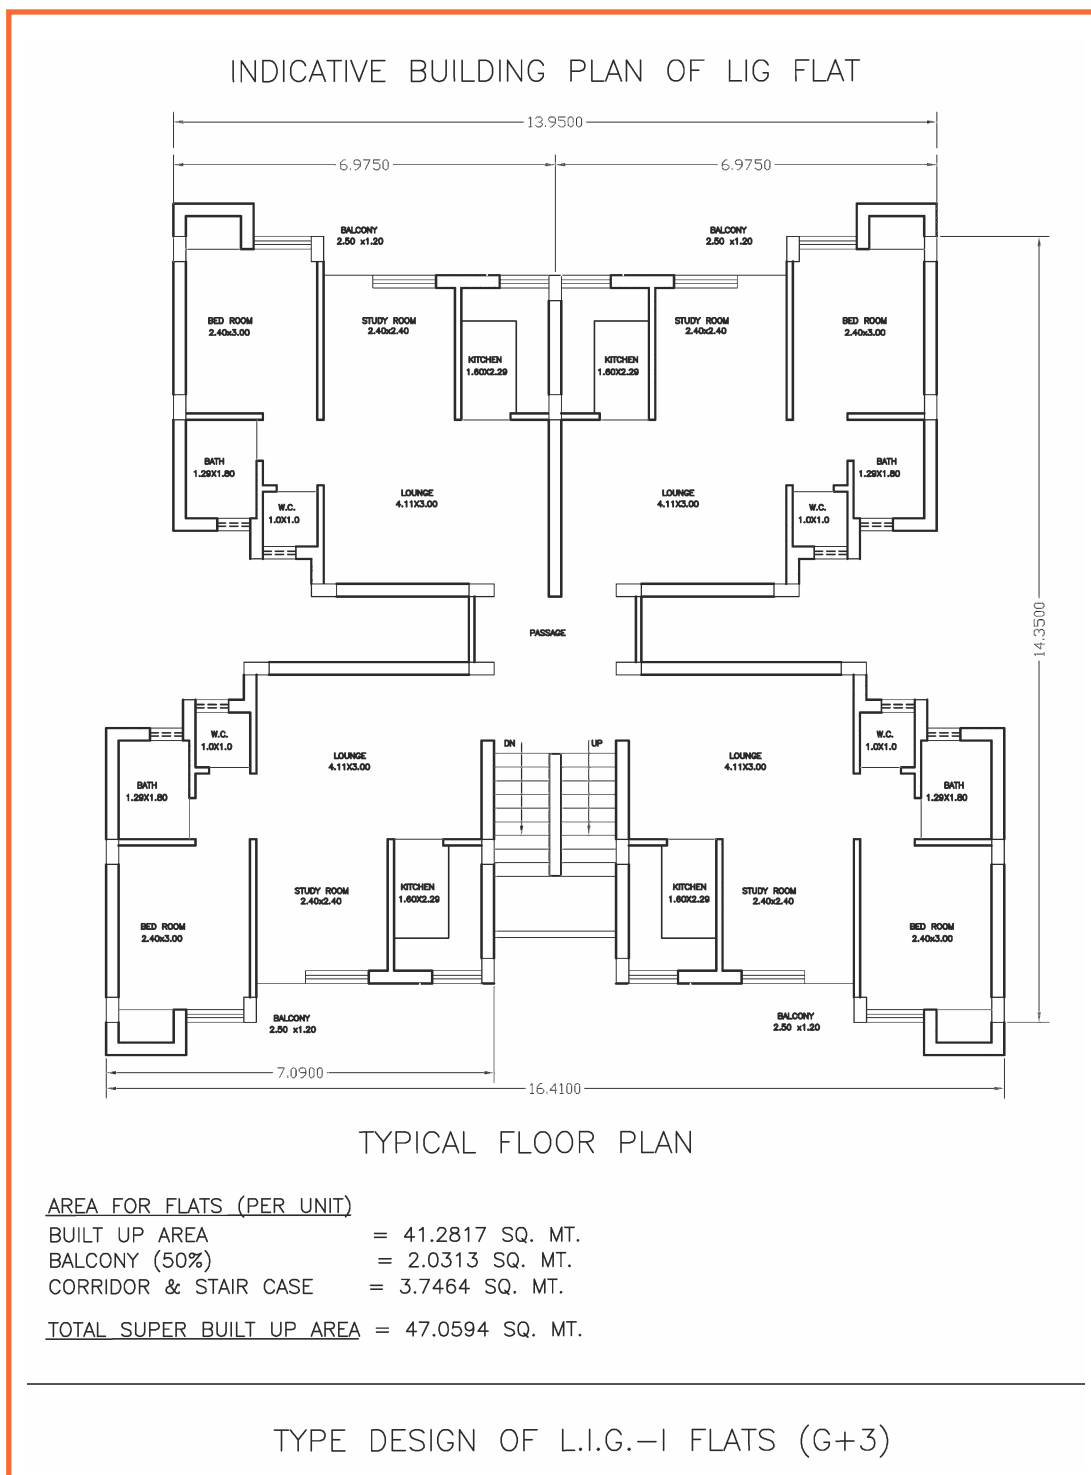 INDICATIVE BUILDING PLAN OF LIG FLAT
13.9500
6.9750 6.9750
BALCONY
2.50 x1.20
BALCONY
2.50 x1.20
BED ROOM
2.40x3.00
STUDY ROOM
2.40x2.40
STUDY ROOM
2.40x2.40
BED ROOM
2.40x3.00
KITCHEN
1.60X2.29
KITCHEN
1.60X2.29
BATH
1.29X1.80
BATH
1.29X1.80
LOUNGE
4.11X3.00
LOUNGE
4.11X3.00
W.C.
1.0X1.0
W.C.
1.0X1.0
14.3500
PASSAGE
W.C.
1.0X1.0
W.C.
1.0X1.0
DN UP
LOUNGE
4.11X3.00
LOUNGE
4.11X3.00
BATH
1.29X1.80
BATH
1.29X1.80
STUDY ROOM
2.40x2.40
KITCHEN
1.60X2.29
KITCHEN
1.60X2.29
STUDY ROOM
2.40x2.40
BED ROOM
2.40x3.00
BED ROOM
2.40x3.00
BALCONY
2.50 x1.20
BALCONY
2.50 x1.20
7.0900
16.4100
TYPICAL FLOOR PLAN
AREA FOR FLATS (PER UNIT)
BUILT UP AREA = 41.2817 SQ. MT.
BALCONY (50%) = 2.0313 SQ. MT.
CORRIDOR & STAIR CASE = 3.7464 SQ. MT.
TOTAL SUPER BUILT UP AREA = 47.0594 SQ. MT.
TYPE DESIGN OF L.I.G.-I FLATS (G+3)